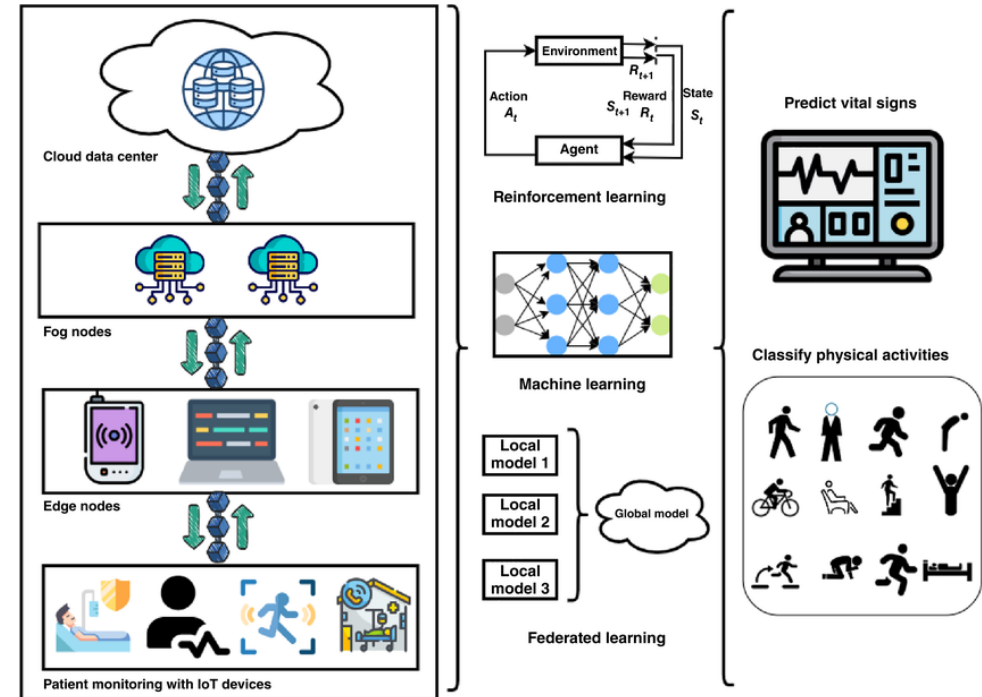 Cloud data center
Fog nodes
Edge nodes
Patient monitoring with IoT devices
Environment
R_{t+1}
Action
A_t
S_{t+1}
Reward
R_t
State
S_t
Agent
Reinforcement learning
Machine learning
Local
model 1
Local
model 2
Local
model 3
Global model
Federated learning
Predict vital signs
Classify physical activities